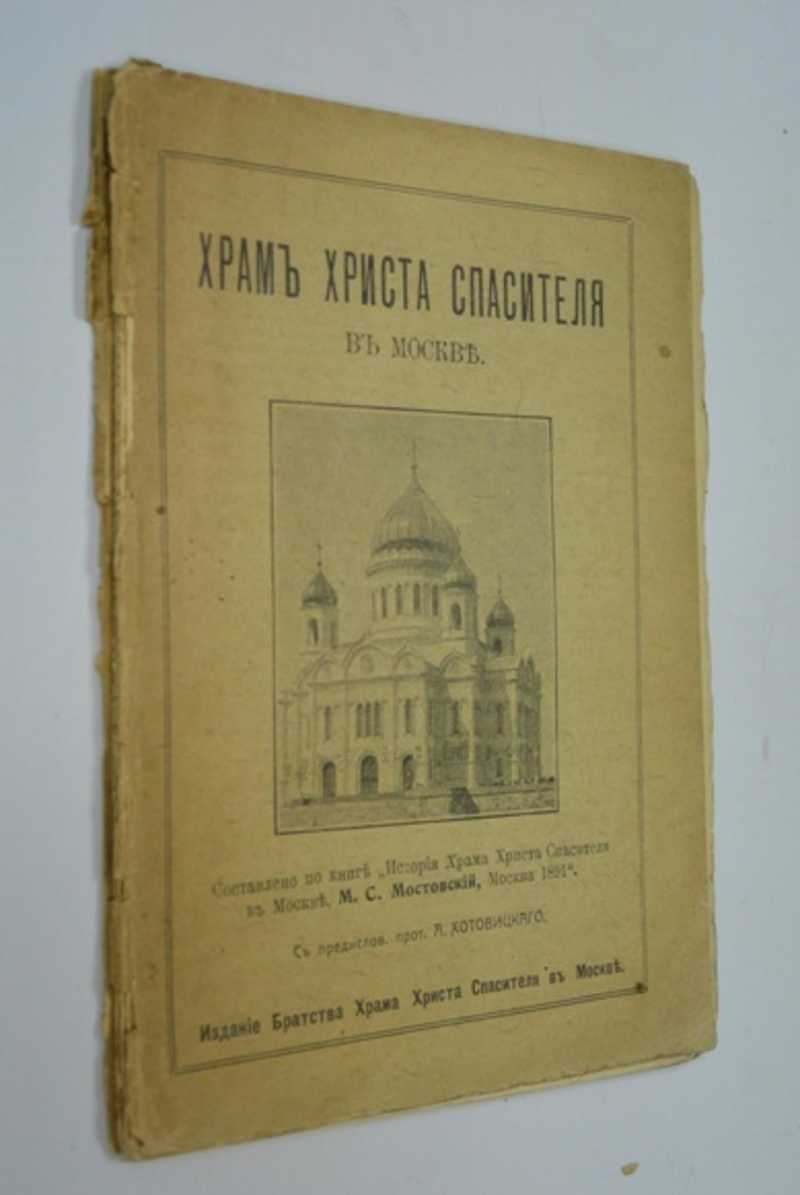 ХРАМЪ ХРИСТА СПАСИТЕЛЯ
ВЪ МОСКВѢ.
Составлено по книгѣ „Исторія Храма Христа Спасителя
въ Москвѣ. М. С. Мостовскій, Москва 1891“.
Съ предислов. прот. А. ХОТОВИЦКАГО.
Изданіе Братства Храма Христа Спасителя въ Москвѣ.